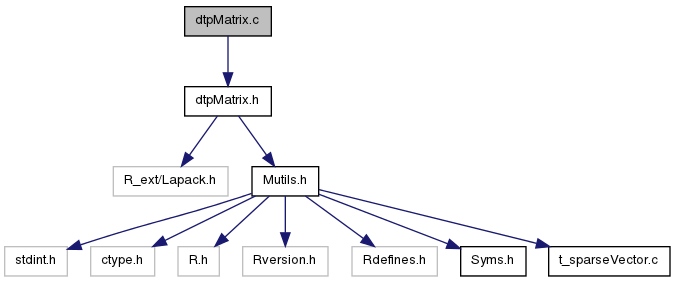 dtpMatrix.c
dtpMatrix.h
R_ext/Lapack.h
Mutils.h
stdint.h
ctype.h
R.h
Rversion.h
Rdefines.h
Syms.h
t_sparseVector.c